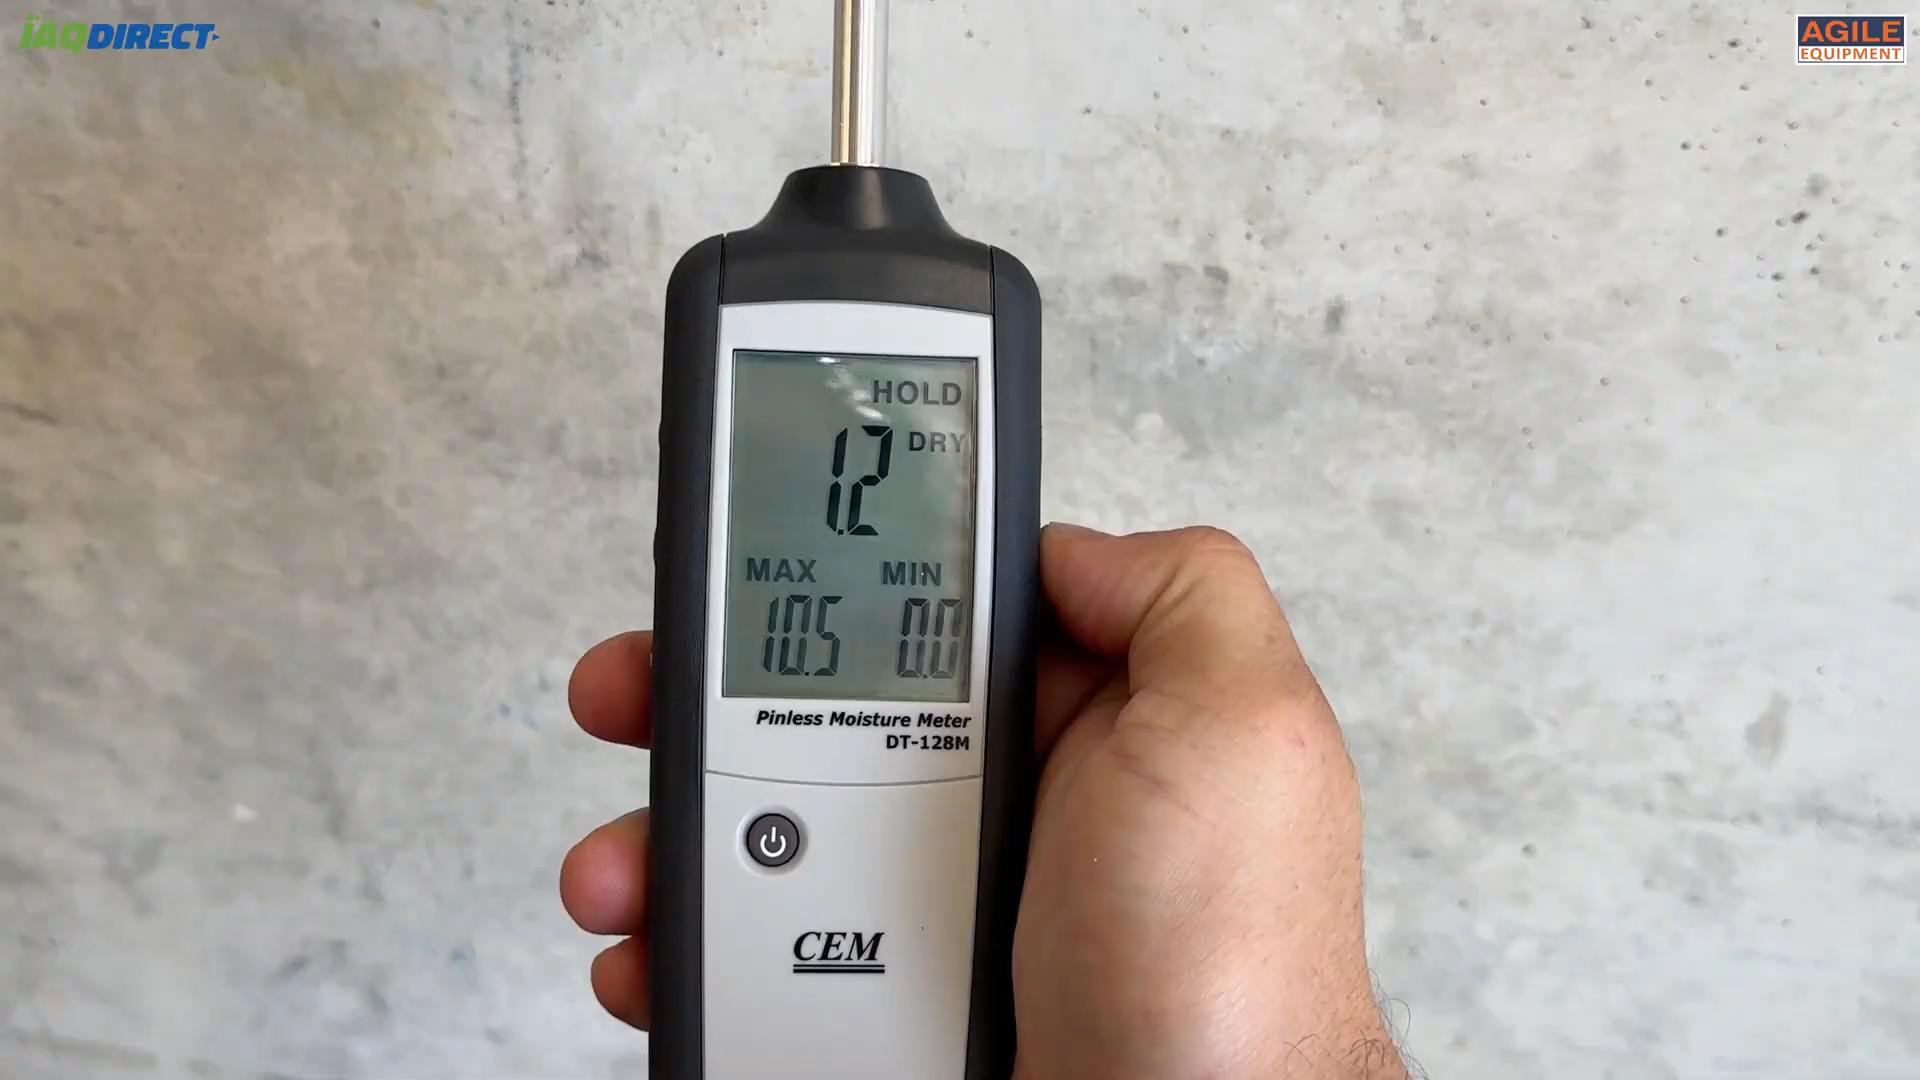 iAQDIRECT
AGILE
EQUIPMENT
HOLD
1.2 DRY
MAX MIN
10.5 0.0
Pinless Moisture Meter
DT-128M
CEM